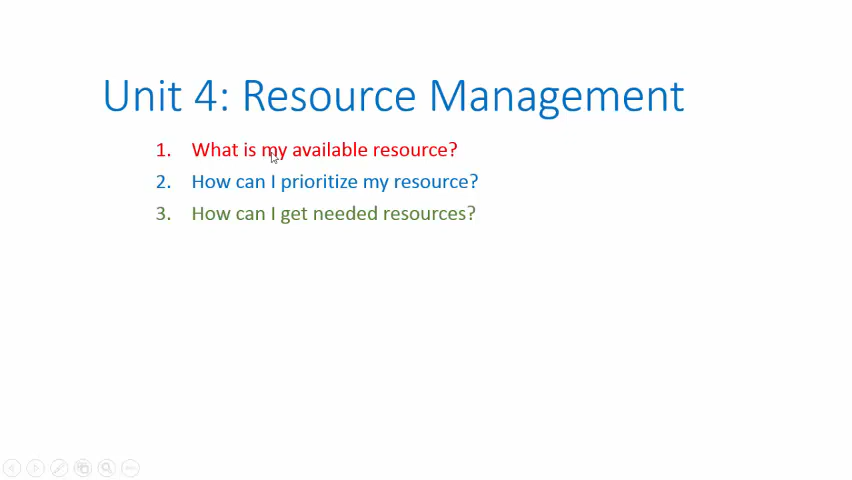 Unit 4: Resource Management
1. What is my available resource?
2. How can I prioritize my resource?
3. How can I get needed resources?